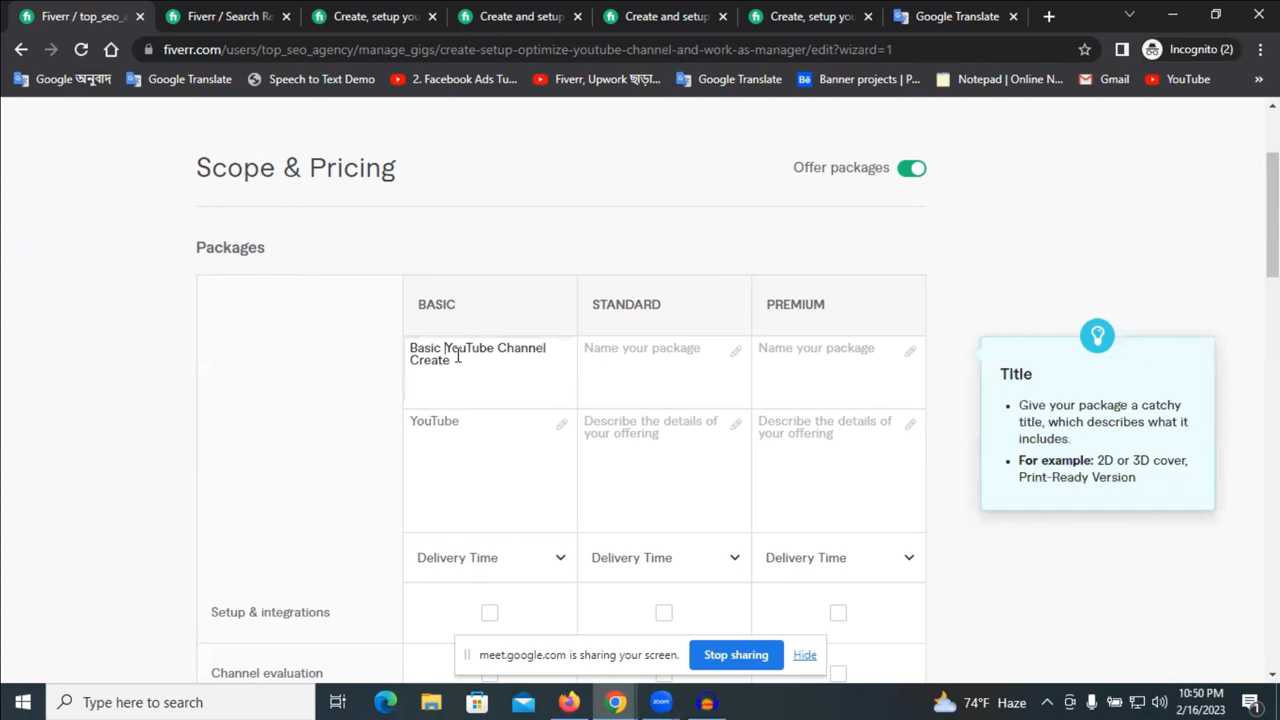 Fiverr / top_seo_a
Fiverr / Search R
Create, setup you
Create and setup
Create and setup
Create, setup you
Google Translate
fiverr.com/users/top_seo_agency/manage_gigs/create-setup-optimize-youtube-channel-and-work-as-manager/edit?wizard=1
Incognito (2)
Google অনুবাদ
Google Translate
Speech to Text Demo
2. Facebook Ads Tu...
Fiverr, Upwork ছাড়া...
Google Translate
Banner projects | P...
Notepad | Online N...
Gmail
YouTube
Scope & Pricing
Offer packages
Packages
BASIC
STANDARD
PREMIUM
Basic YouTube Channel
Create
Name your package
Name your package
YouTube
Describe the details of
your offering
Describe the details of
your offering
Delivery Time
Delivery Time
Delivery Time
Setup & integrations
Channel evaluation
Title
Give your package a catchy
title, which describes what it
includes.
For example: 2D or 3D cover,
Print-Ready Version
meet.google.com is sharing your screen.
Stop sharing
Hide
Type here to search
zoom
74°F Haze
10:50 PM
2/16/2023
1